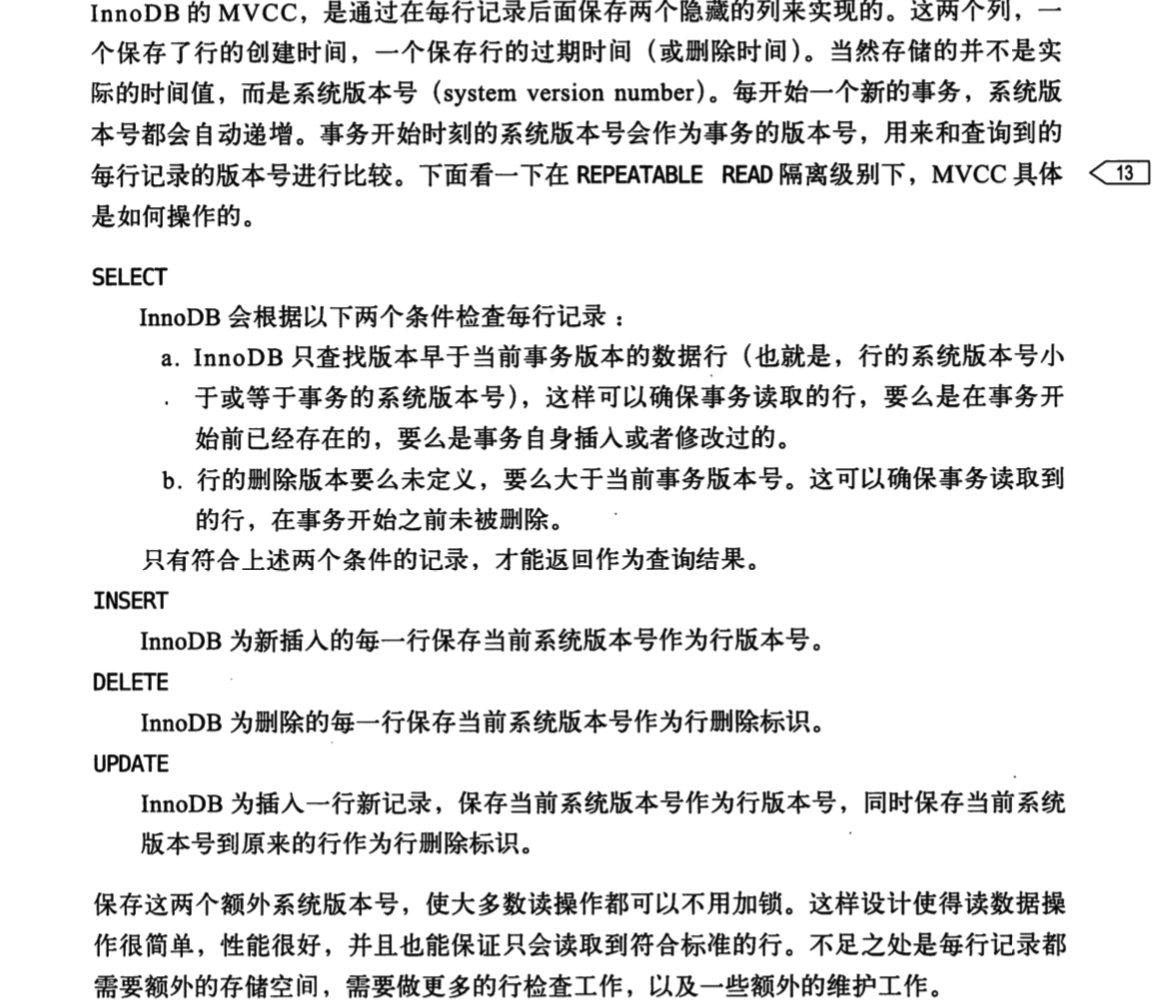 InnoDB 的 MVCC，是通过在每行记录后面保存两个隐藏的列来实现的。这两个列，一
个保存了行的创建时间，一个保存行的过期时间（或删除时间）。当然存储的并不是实
际的时间值，而是系统版本号（system version number）。每开始一个新的事务，系统版
本号都会自动递增。事务开始时刻的系统版本号会作为事务的版本号，用来和查询到的
每行记录的版本号进行比较。下面看一下在 REPEATABLE READ 隔离级别下，MVCC 具体
13
是如何操作的。
SELECT
InnoDB 会根据以下两个条件检查每行记录：
a. InnoDB 只查找版本早于当前事务版本的数据行（也就是，行的系统版本号小
于或等于事务的系统版本号），这样可以确保事务读取的行，要么是在事务开
始前已经存在的，要么是事务自身插入或者修改过的。
b. 行的删除版本要么未定义，要么大于当前事务版本号。这可以确保事务读取到
的行，在事务开始之前未被删除。
只有符合上述两个条件的记录，才能返回作为查询结果。
INSERT
InnoDB 为新插入的每一行保存当前系统版本号作为行版本号。
DELETE
InnoDB 为删除的每一行保存当前系统版本号作为行删除标识。
UPDATE
InnoDB 为插入一行新记录，保存当前系统版本号作为行版本号，同时保存当前系统
版本号到原来的行作为行删除标识。
保存这两个额外系统版本号，使大多数读操作都可以不用加锁。这样设计使得读数据操
作很简单，性能很好，并且也能保证只会读取到符合标准的行。不足之处是每行记录都
需要额外的存储空间，需要做更多的行检查工作，以及一些额外的维护工作。